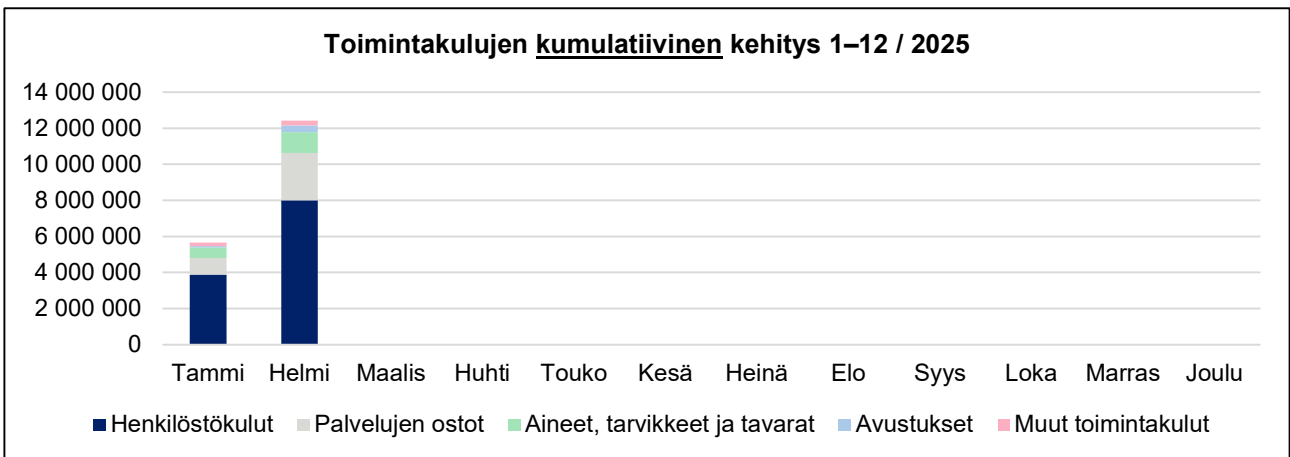 Toimintakulujen kumulatiivinen kehitys 1–12 / 2025
14 000 000
12 000 000
10 000 000
8 000 000
6 000 000
4 000 000
2 000 000
0
Tammi Helmi Maalis Huhti Touko Kesä Heinä Elo Syys Loka Marras Joulu
Henkilöstökulut Palvelujen ostot Aineet, tarvikkeet ja tavarat Avustukset Muut toimintakulut